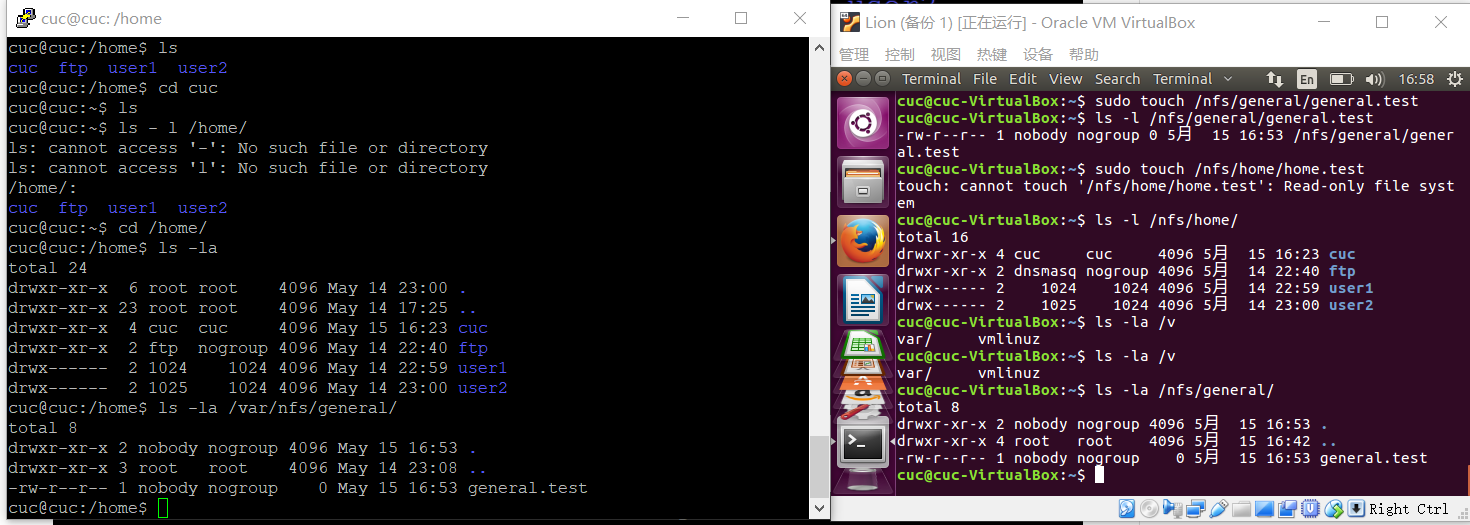 cuc@cuc: /home
cuc@cuc:/home$ ls
cuc  ftp  user1  user2
cuc@cuc:/home$ cd cuc
cuc@cuc:~$ ls
cuc@cuc:~$ ls - l /home/
ls: cannot access '-': No such file or directory
ls: cannot access 'l': No such file or directory
/home/:
cuc  ftp  user1  user2
cuc@cuc:~$ cd /home/
cuc@cuc:/home$ ls -la
total 24
drwxr-xr-x  6 root root    4096 May 14 23:00 .
drwxr-xr-x 23 root root    4096 May 14 17:25 ..
drwxr-xr-x  4 cuc  cuc     4096 May 15 16:23 cuc
drwxr-xr-x  2 ftp  nogroup 4096 May 14 22:40 ftp
drwx------  2 1024    1024 4096 May 14 22:59 user1
drwx------  2 1025    1024 4096 May 14 23:00 user2
cuc@cuc:/home$ ls -la /var/nfs/general/
total 8
drwxr-xr-x 2 nobody nogroup 4096 May 15 16:53 .
drwxr-xr-x 3 root   root    4096 May 14 23:08 ..
-rw-r--r-- 1 nobody nogroup    0 May 15 16:53 general.test
cuc@cuc:/home$
Lion (备份 1) [正在运行] - Oracle VM VirtualBox
管理 控制 视图 热键 设备 帮助
Terminal File Edit View Search Terminal En 16:58
cuc@cuc-VirtualBox:~$ sudo touch /nfs/general/general.test
cuc@cuc-VirtualBox:~$ ls -l /nfs/general/general.test
-rw-r--r-- 1 nobody nogroup 0 5月  15 16:53 /nfs/general/gener
al.test
cuc@cuc-VirtualBox:~$ sudo touch /nfs/home/home.test
touch: cannot touch '/nfs/home/home.test': Read-only file syst
em
cuc@cuc-VirtualBox:~$ ls -l /nfs/home/
total 16
drwxr-xr-x 4 cuc     cuc     4096 5月  15 16:23 cuc
drwxr-xr-x 2 dnsmasq nogroup 4096 5月  14 22:40 ftp
drwx------ 2    1024    1024 4096 5月  14 22:59 user1
drwx------ 2    1025    1024 4096 5月  14 23:00 user2
cuc@cuc-VirtualBox:~$ ls -la /v
var/     vmlinuz
cuc@cuc-VirtualBox:~$ ls -la /v
var/     vmlinuz
cuc@cuc-VirtualBox:~$ ls -la /nfs/general/
total 8
drwxr-xr-x 2 nobody nogroup 4096 5月  15 16:53 .
drwxr-xr-x 4 root   root    4096 5月  15 16:42 ..
-rw-r--r-- 1 nobody nogroup    0 5月  15 16:53 general.test
cuc@cuc-VirtualBox:~$
Right Ctrl